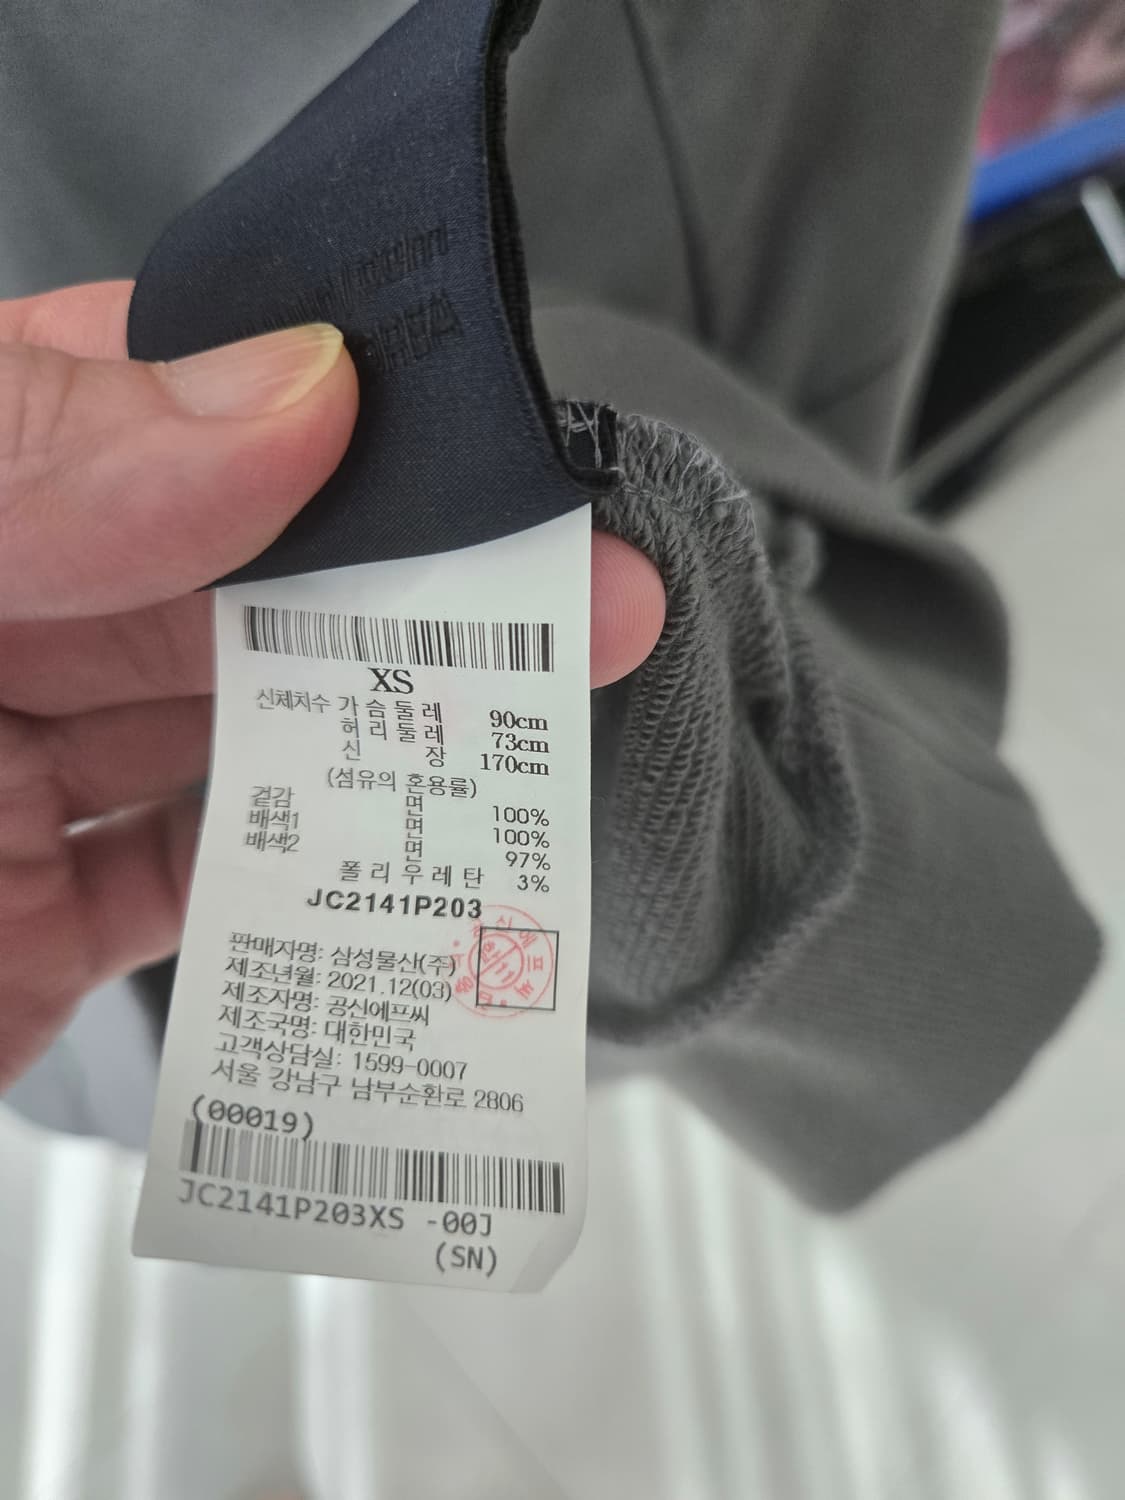 XS
신체치수 가슴둘레 90cm
허리둘레 73cm
신장 170cm
(섬유의 혼용률)
겉감 면 100%
배색1 면 100%
배색2 면 97%
폴리우레탄 3%
JC2141P203
판매자명: 삼성물산(주)
제조년월: 2021.12(03)
제조자명: 공신에프씨
제조국명: 대한민국
고객상담실: 1599-0007
서울 강남구 남부순환로 2806
(00019)
JC2141P203XS -00J
(SN)